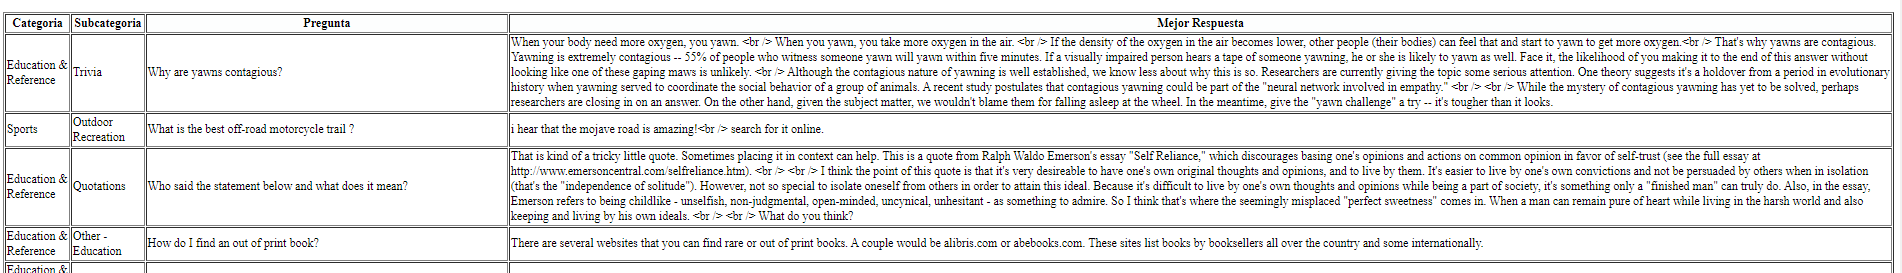 Categoria Subcategoria Pregunta Mejor Respuesta
Education & Reference
Trivia
Why are yawns contagious?
When your body need more oxygen, you yawn. <br /> When you yawn, you take more oxygen in the air. <br /> If the density of the oxygen in the air becomes lower, other people (their bodies) can feel that and start to yawn to get more oxygen.<br /> That's why yawns are contagious.
Yawning is extremely contagious -- 55% of people who witness someone yawn will yawn within five minutes. If a visually impaired person hears a tape of someone yawning, he or she is likely to yawn as well. Face it, the likelihood of you making it to the end of this answer without
looking like one of these gaping maws is unlikely. <br /> Although the contagious nature of yawning is well established, we know less about why this is so. Researchers are currently giving the topic some serious attention. One theory suggests it's a holdover from a period in evolutionary
history when yawning served to coordinate the social behavior of a group of animals. A recent study postulates that contagious yawning could be part of the "neural network involved in empathy." <br /> <br /> While the mystery of contagious yawning has yet to be solved, perhaps
researchers are closing in on an answer. On the other hand, given the subject matter, we wouldn't blame them for falling asleep at the wheel. In the meantime, give the "yawn challenge" a try -- it's tougher than it looks.
Sports
Outdoor
Recreation
What is the best off-road motorcycle trail ?
i hear that the mojave road is amazing!<br /> search for it online.
Education &
Reference
Quotations
Who said the statement below and what does it mean?
That is kind of a tricky little quote. Sometimes placing it in context can help. This is a quote from Ralph Waldo Emerson's essay "Self Reliance," which discourages basing one's opinions and actions on common opinion in favor of self-trust (see the full essay at
http://www.emersoncentral.com/selfreliance.htm). <br /> <br /> I think the point of this quote is that it's very desireable to have one's own original thoughts and opinions, and to live by them. It's easier to live by one's own convictions and not be persuaded by others when in isolation
(that's the "independence of solitude"). However, not so special to isolate oneself from others in order to attain this ideal. Because it's difficult to live by one's own thoughts and opinions while being a part of society, it's something only a "finished man" can truly do. Also, in the essay,
Emerson refers to being childlike - unselfish, non-judgmental, open-minded, uncynical, unhesitant - as something to admire. So I think that's where the seemingly misplaced "perfect sweetness" comes in. When a man can remain pure of heart while living in the harsh world and also
keeping and living by his own ideals. <br /> <br /> What do you think?
Education &
Reference
Other -
Education
How do I find an out of print book?
There are several websites that you can find rare or out of print books. A couple would be alibris.com or abebooks.com. These sites list books by booksellers all over the country and some internationally.
Education &